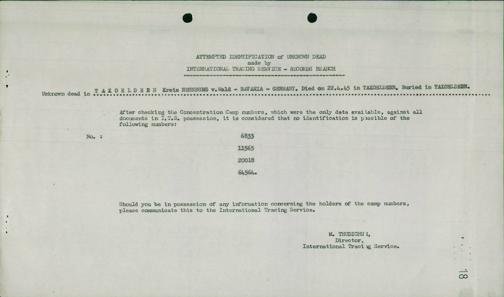 ATTEMPTED IDENTIFICATION of UNKNOWN DEAD
made by
INTERNATIONAL TRACING SERVICE - RECORDS BRANCH
Unknown dead in T A X O E L D E R N Kreis NEUNBURG v.Wald - BAVARIA - GERMANY, Died on 22.4.45 in TAXOELDERN, Buried in TAXOELDERN.
After checking the Concentration Camp numbers, which were the only data available, against all
documents in I.T.S. possession, it is considered that no identification is possible of the
following numbers:
No. : 6833
11565
20018
64564.
Should you be in possession of any information concerning the holders of the camp numbers,
please communicate this to the International Tracing Service.
M. THUDICHUM,
Director,
International Tracing Service.
18